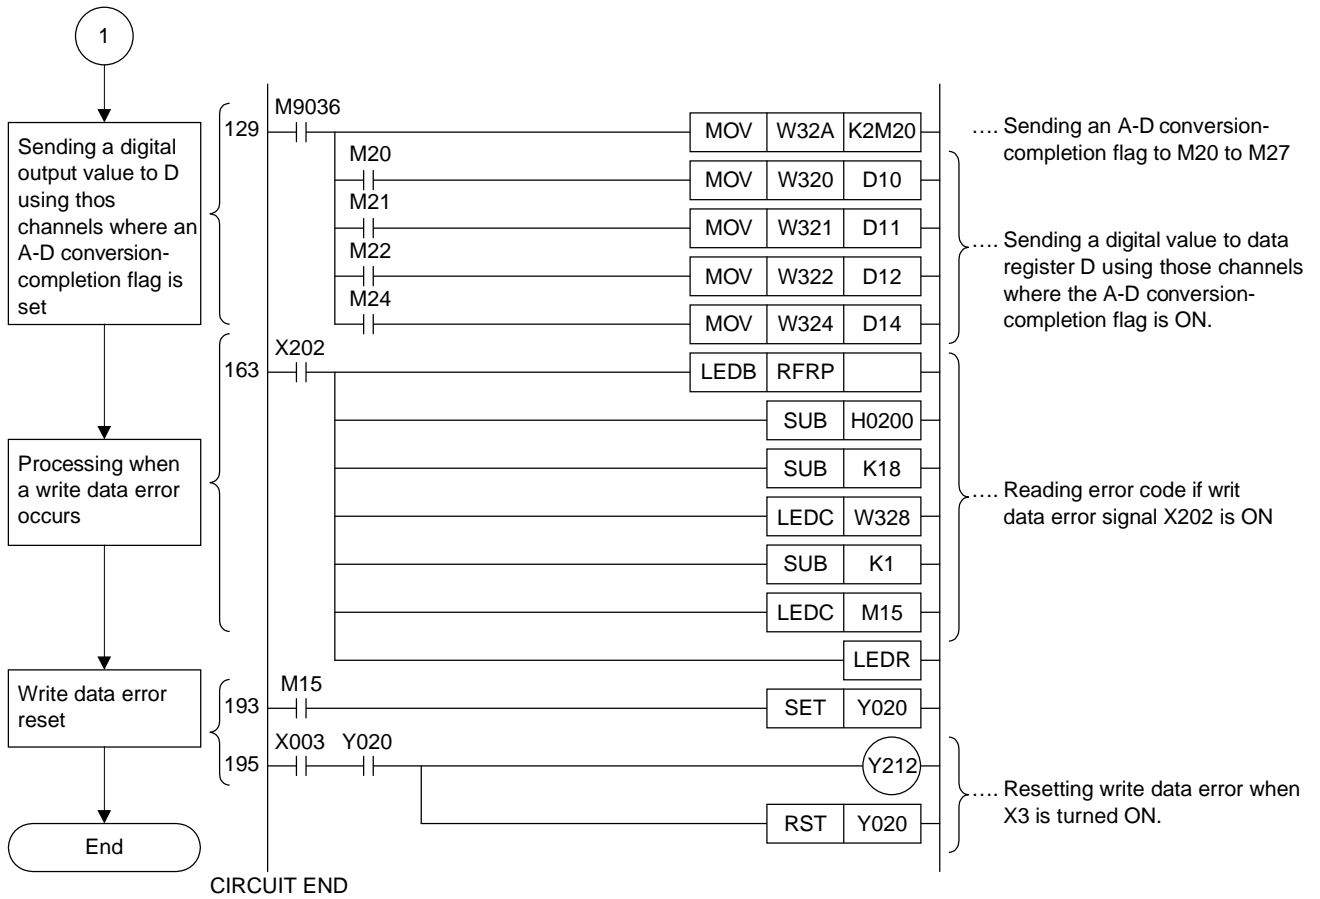 1
Sending a digital
output value to D
using thos
channels where an
A-D conversion-
completion flag is
set
Processing when
a write data error
occurs
Write data error
reset
End
129
M9036
MOV W32A K2M20
M20
MOV W320 D10
M21
MOV W321 D11
M22
MOV W322 D12
M24
MOV W324 D14
163
X202
LEDB RFRP
SUB H0200
SUB K18
LEDC W328
SUB K1
LEDC M15
LEDR
193
M15
SET Y020
195
X003 Y020
Y212
RST Y020
CIRCUIT END
.... Sending an A-D conversion-
completion flag to M20 to M27
.... Sending a digital value to data
register D using those channels
where the A-D conversion-
completion flag is ON.
.... Reading error code if writ
data error signal X202 is ON
.... Resetting write data error when
X3 is turned ON.